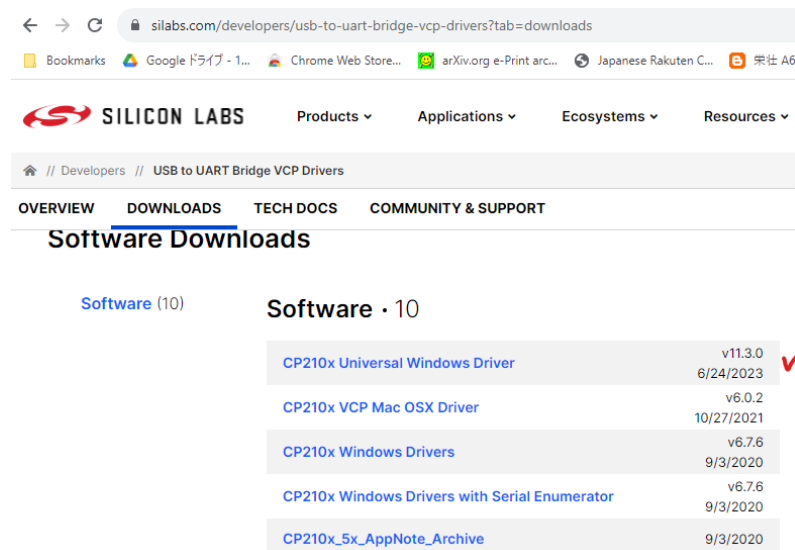 silabs.com/developers/usb-to-uart-bridge-vcp-drivers?tab=downloads
Bookmarks Google ドライブ - 1... Chrome Web Store... arXiv.org e-Print arc... Japanese Rakuten C... 栄壮 A6
SILICON LABS Products Applications Ecosystems Resources
// Developers // USB to UART Bridge VCP Drivers
OVERVIEW DOWNLOADS TECH DOCS COMMUNITY & SUPPORT
Software Downloads
Software (10) Software • 10
CP210x Universal Windows Driver v11.3.0
6/24/2023
CP210x VCP Mac OSX Driver v6.0.2
10/27/2021
CP210x Windows Drivers v6.7.6
9/3/2020
CP210x Windows Drivers with Serial Enumerator v6.7.6
9/3/2020
CP210x_5x_AppNote_Archive 9/3/2020